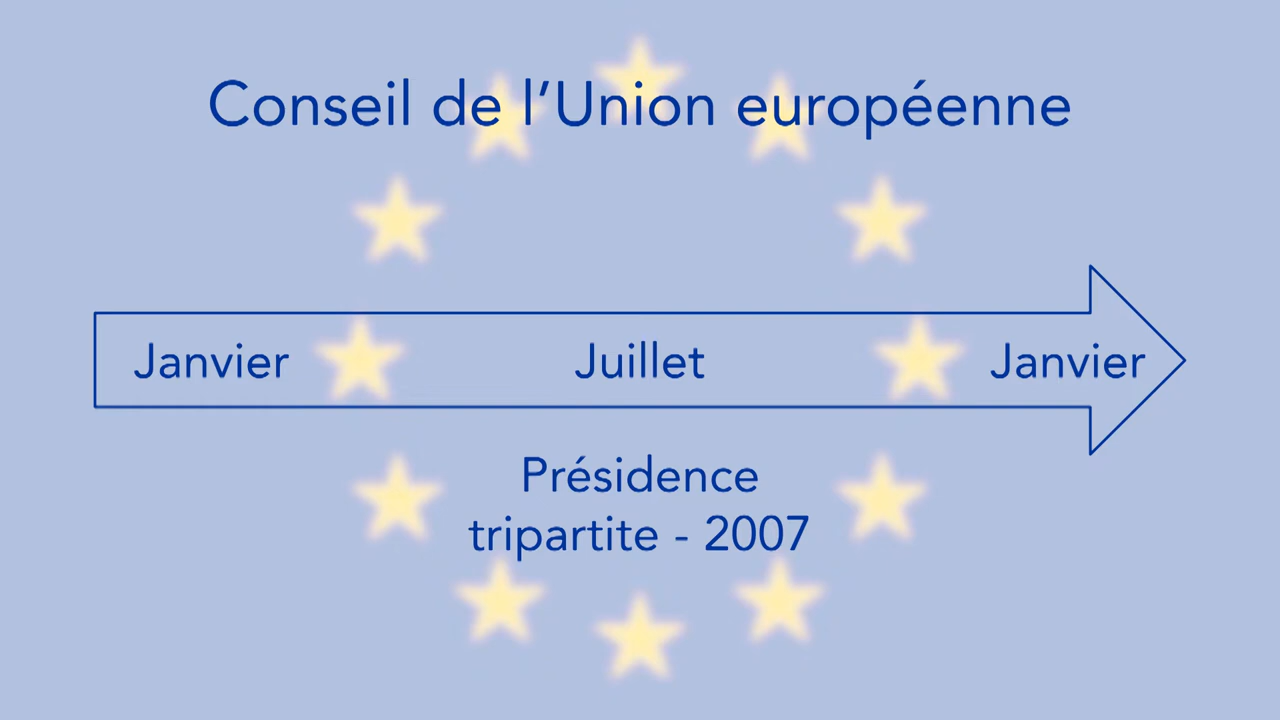 Conseil de l’Union européenne
Janvier Juillet Janvier
Présidence
tripartite - 2007